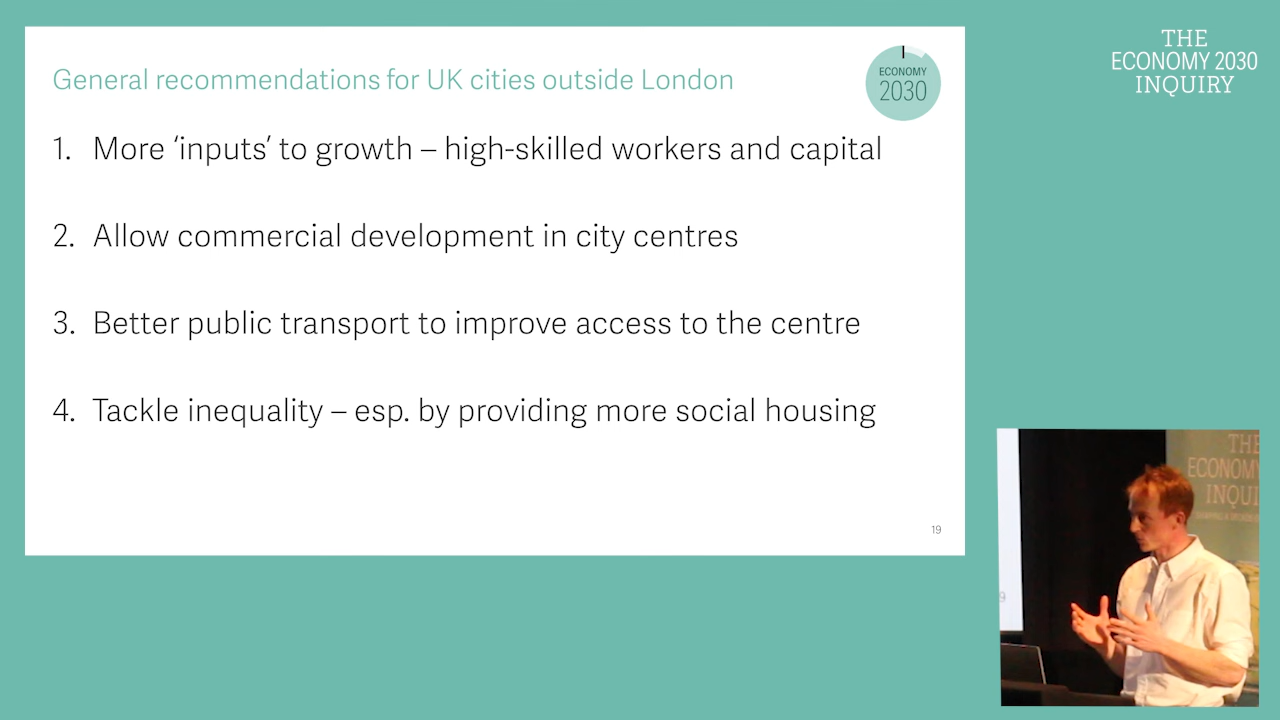 General recommendations for UK cities outside London
ECONOMY
2030
1. More ‘inputs’ to growth – high-skilled workers and capital
2. Allow commercial development in city centres
3. Better public transport to improve access to the centre
4. Tackle inequality – esp. by providing more social housing
19
THE
ECONOMY 2030
INQUIRY
THE
ECONOMY
INQUI